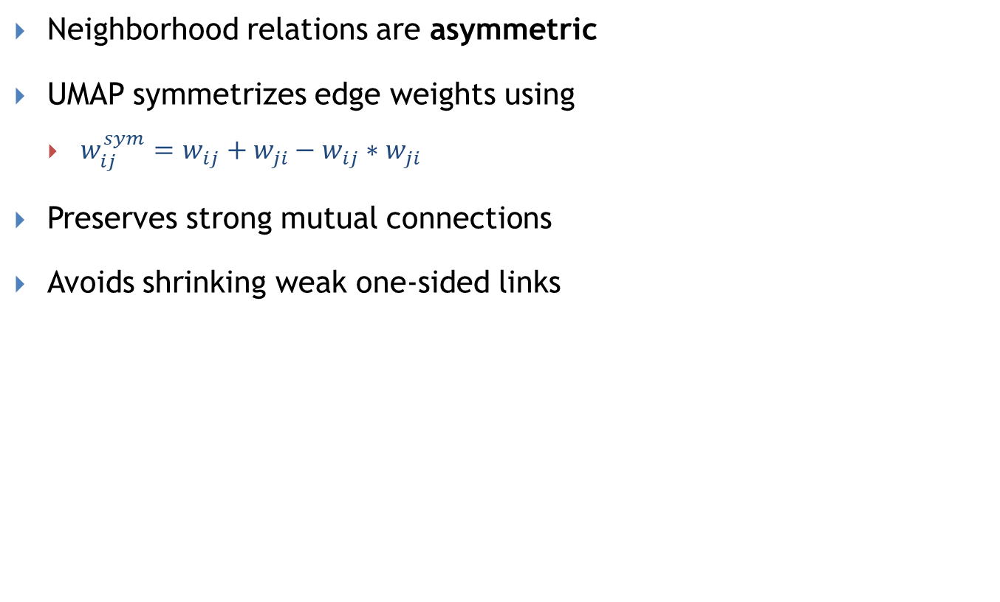 Neighborhood relations are asymmetric
UMAP symmetrizes edge weights using
w_{ij}^{sym} = w_{ij} + w_{ji} − w_{ij} * w_{ji}
Preserves strong mutual connections
Avoids shrinking weak one-sided links